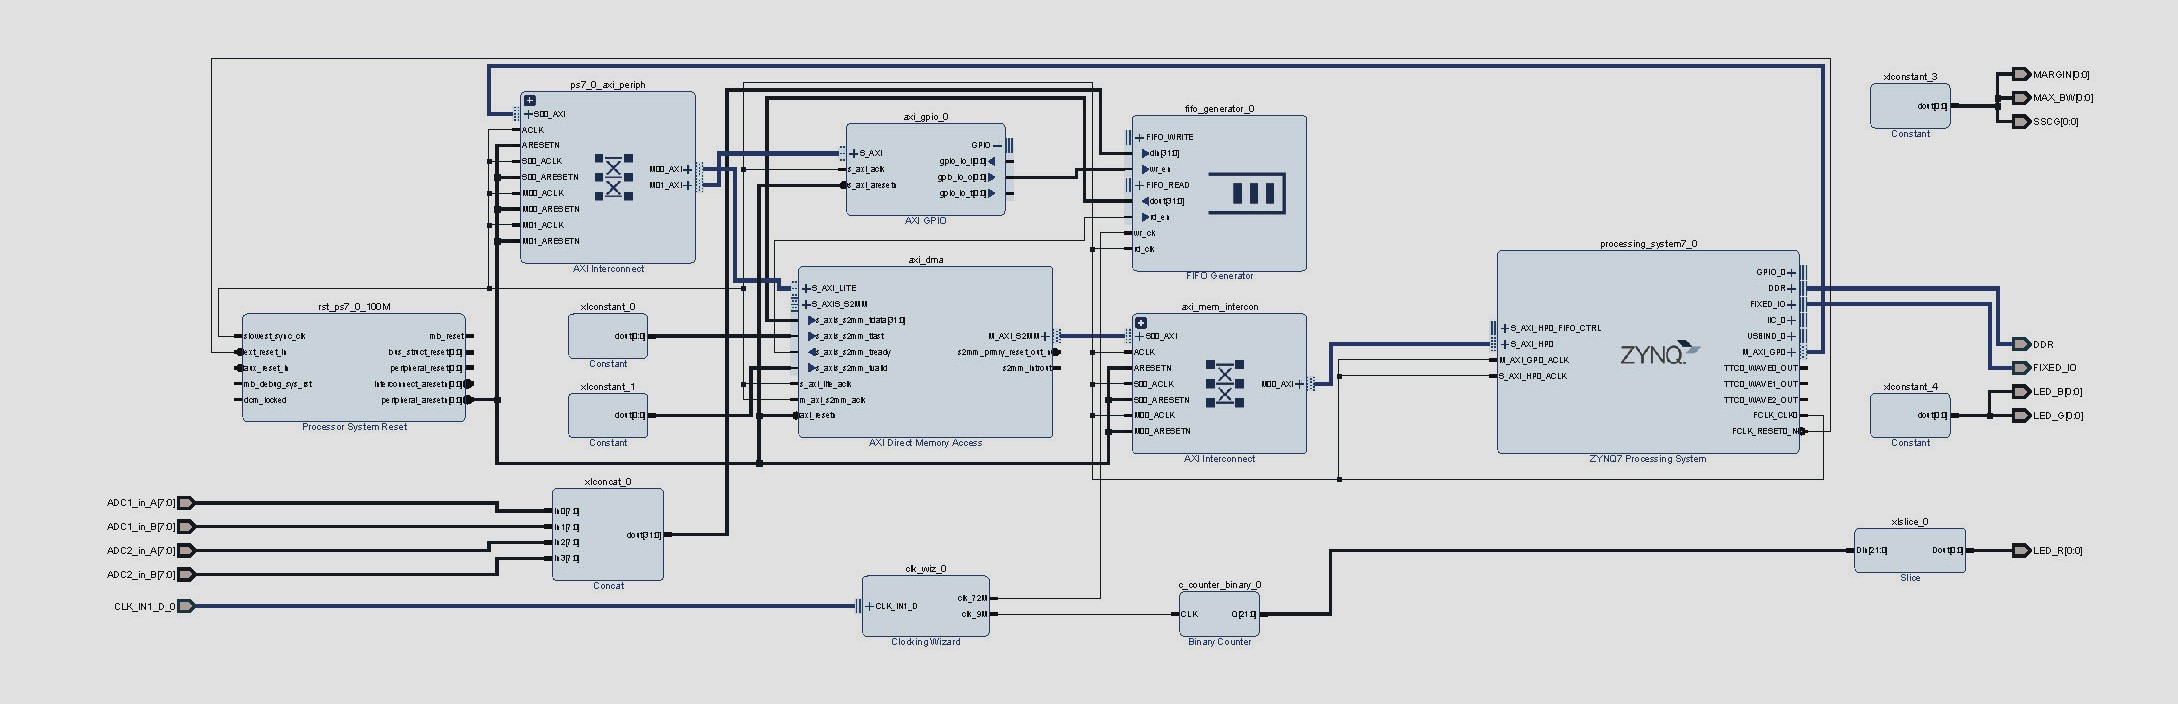 ps7_0_axi_periph
S00_AXI
ACLK
ARESETN
S00_ACLK
S00_ARESETN
M00_ACLK
M00_ARESETN
M01_ACLK
M01_ARESETN
M00_AXI
M01_AXI
AXI Interconnect
axi_gpio_0
S_AXI
s_axi_aclk
s_axi_aresetn
GPIO
gpio_io_i[0:0]
gpio_io_o[0:0]
gpio_io_t[0:0]
AXI GPIO
fifo_generator_0
FIFO_WRITE
din[31:0]
wr_en
FIFO_READ
dout[31:0]
rd_en
wr_clk
rd_clk
FIFO Generator
xlconstant_3
dout[0:0]
Constant
MARGIN[0:0]
MAX_BW[0:0]
SSCG[0:0]
rst_ps7_0_100M
slowest_sync_clk
ext_reset_in
aux_reset_in
mb_debug_sys_rst
dcm_locked
mb_reset
bus_struct_reset[0:0]
peripheral_reset[0:0]
interconnect_aresetn[0:0]
peripheral_aresetn[0:0]
Processor System Reset
xlconstant_0
dout[0:0]
Constant
xlconstant_1
dout[0:0]
Constant
axi_dma
S_AXI_LITE
S_AXIS_S2MM
s_axis_s2mm_tdata[31:0]
s_axis_s2mm_tlast
s_axis_s2mm_tready
s_axis_s2mm_tvalid
s_axi_lite_aclk
m_axi_s2mm_aclk
axi_resetn
M_AXI_S2MM
s2mm_prmry_reset_out_n
s2mm_introut
AXI Direct Memory Access
axi_mem_intercon
S00_AXI
ACLK
ARESETN
S00_ACLK
S00_ARESETN
M00_ACLK
M00_ARESETN
M00_AXI
AXI Interconnect
processing_system7_0
S_AXI_HP0_FIFO_CTRL
S_AXI_HP0
M_AXI_GP0_ACLK
S_AXI_HP0_ACLK
ZYNQ
GPIO_0
DDR
FIXED_IO
IIC_0
USBIND_0
M_AXI_GP0
TTC0_WAVE0_OUT
TTC0_WAVE1_OUT
TTC0_WAVE2_OUT
FCLK_CLK0
FCLK_RESET0_N
ZYNQ7 Processing System
DDR
FIXED_IO
xlconstant_4
dout[0:0]
Constant
LED_B[0:0]
LED_G[0:0]
ADC1_in_A[7:0]
ADC1_in_B[7:0]
ADC2_in_A[7:0]
ADC2_in_B[7:0]
CLK_IN1_D_0
xlconcat_0
In0[7:0]
In1[7:0]
In2[7:0]
In3[7:0]
dout[31:0]
Concat
clk_wiz_0
CLK_IN1_D
clk_72M
clk_9M
Clocking Wizard
c_counter_binary_0
CLK
Q[21:0]
Binary Counter
xlslice_0
Din[21:0]
Dout[0:0]
Slice
LED_R[0:0]